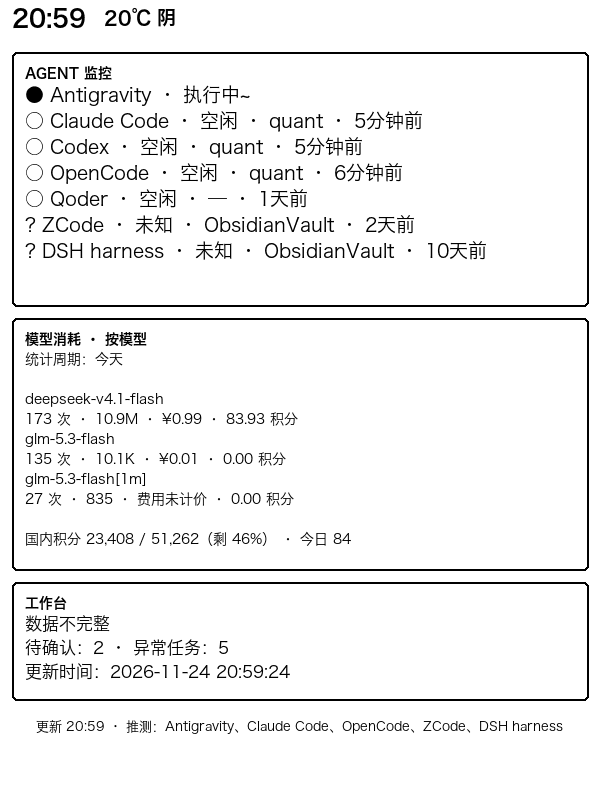 20:59 20℃ 阴
AGENT 监控
● Antigravity · 执行中~
○ Claude Code · 空闲 · quant · 5分钟前
○ Codex · 空闲 · quant · 5分钟前
○ OpenCode · 空闲 · quant · 6分钟前
○ Qoder · 空闲 · — · 1天前
? ZCode · 未知 · ObsidianVault · 2天前
? DSH harness · 未知 · ObsidianVault · 10天前
模型消耗 · 按模型
统计周期：今天
deepseek-v4.1-flash
173 次 · 10.9M · ¥0.99 · 83.93 积分
glm-5.3-flash
135 次 · 10.1K · ¥0.01 · 0.00 积分
glm-5.3-flash[1m]
27 次 · 835 · 费用未计价 · 0.00 积分
国内积分 23,408 / 51,262（剩 46%） · 今日 84
工作台
数据不完整
待确认：2 · 异常任务：5
更新时间：2026-11-24 20:59:24
更新 20:59 · 推测：Antigravity、Claude Code、OpenCode、ZCode、DSH harness